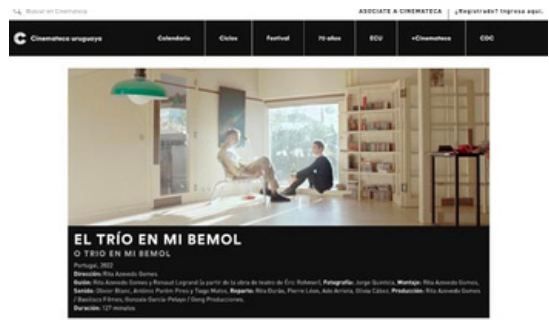 Buscar en Cinemateca
ASOCIATE A CINEMATECA | ¿Registrado? Ingresa aquí.
Cinemateca uruguaya
Calendario
Ciclos
Festival
70 años
ECU
+Cinemateca
CDC
EL TRÍO EN MI BEMOL
O TRIO EN MI BEMOL
Portugal, 2022
Dirección: Rita Azevedo Gomes
Guión: Rita Azevedo Gomes y Renaud Legrand (a partir de la obra de teatro de Éric Rohmer), Fotografía: Jorge Quintela, Montaje: Rita Azevedo Gomes,
Sonido: Olivier Blanc, António Porém Pires y Tiago Matos, Reparto: Rita Durão, Pierre Léon, Ado Arrieta, Olivia Cábez, Producción: Rita Azevedo Gomes
/ Basilisco Filmes, Gonzalo García-Pelayo / Gong Producciones.
Duración: 127 minutos